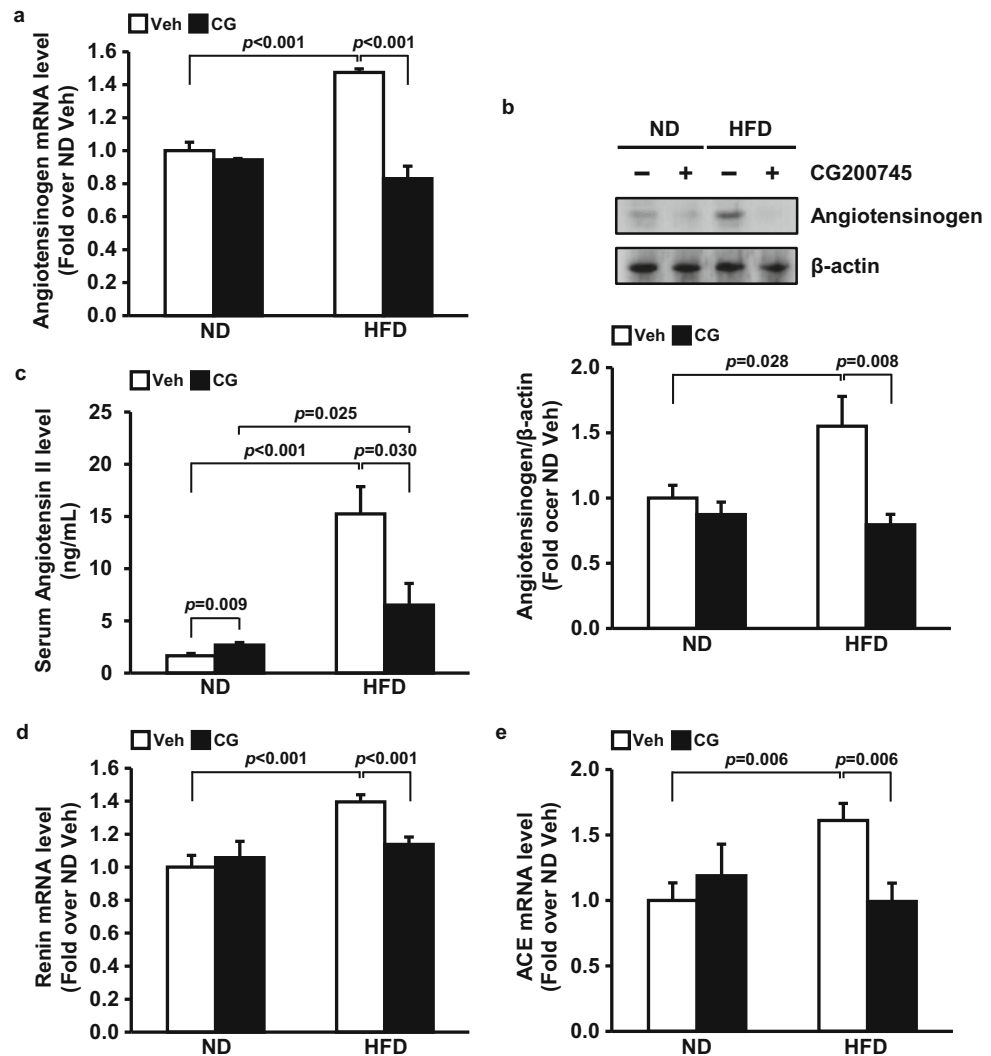 a
Veh CG
p<0.001 p<0.001
Angiotensinogen mRNA level
(Fold over ND Veh)
1.6
1.4
1.2
1.0
0.8
0.6
0.4
0.2
0.0
ND HFD
b
ND HFD
− + − + CG200745
Angiotensinogen
β-actin
Veh CG
p=0.028 p=0.008
Angiotensinogen/β-actin
(Fold ocer ND Veh)
2.0
1.5
1.0
0.5
0.0
ND HFD
c
Veh CG
p=0.025
p<0.001 p=0.030
p=0.009
Serum Angiotensin II level
(ng/mL)
25
20
15
10
5
0
ND HFD
d
Veh CG
p<0.001 p<0.001
Renin mRNA level
(Fold over ND Veh)
1.6
1.4
1.2
1.0
0.8
0.6
0.4
0.2
0.0
ND HFD
e
Veh CG
p=0.006 p=0.006
ACE mRNA level
(Fold over ND Veh)
2.0
1.5
1.0
0.5
0.0
ND HFD